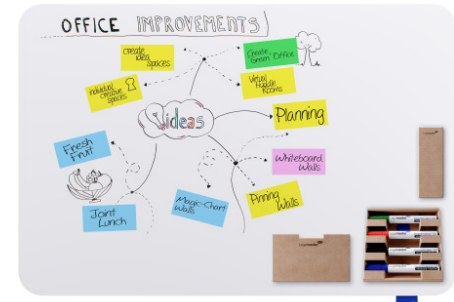 OFFICE IMPROVEMENTS
create
idea
spaces
Create
Green Office
individual
creative
spaces
Virtual
Huddle
Rooms
ideas
Planning
Fresh
Fruit
Whiteboard
Walls
Magic-Chart
Walls
Pinning
Walls
Joint
Lunch